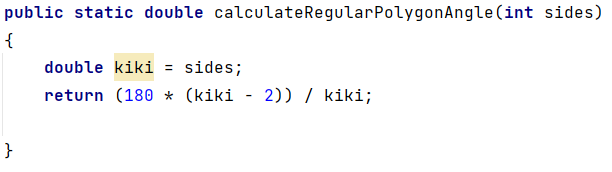 public static double calculateRegularPolygonAngle(int sides)
{
    double kiki = sides;
    return (180 * (kiki - 2)) / kiki;
}